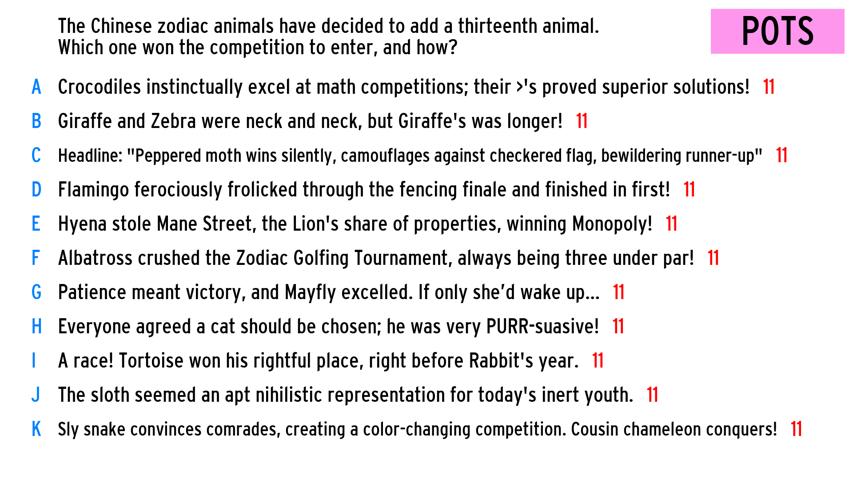 The Chinese zodiac animals have decided to add a thirteenth animal.
Which one won the competition to enter, and how?
POTS
A Crocodiles instinctually excel at math competitions; their >'s proved superior solutions! 11
B Giraffe and Zebra were neck and neck, but Giraffe's was longer! 11
C Headline: "Peppered moth wins silently, camouflages against checkered flag, bewildering runner-up" 11
D Flamingo ferociously frolicked through the fencing finale and finished in first! 11
E Hyena stole Mane Street, the Lion's share of properties, winning Monopoly! 11
F Albatross crushed the Zodiac Golfing Tournament, always being three under par! 11
G Patience meant victory, and Mayfly excelled. If only she’d wake up... 11
H Everyone agreed a cat should be chosen; he was very PURR-suasive! 11
I A race! Tortoise won his rightful place, right before Rabbit's year. 11
J The sloth seemed an apt nihilistic representation for today's inert youth. 11
K Sly snake convinces comrades, creating a color-changing competition. Cousin chameleon conquers! 11